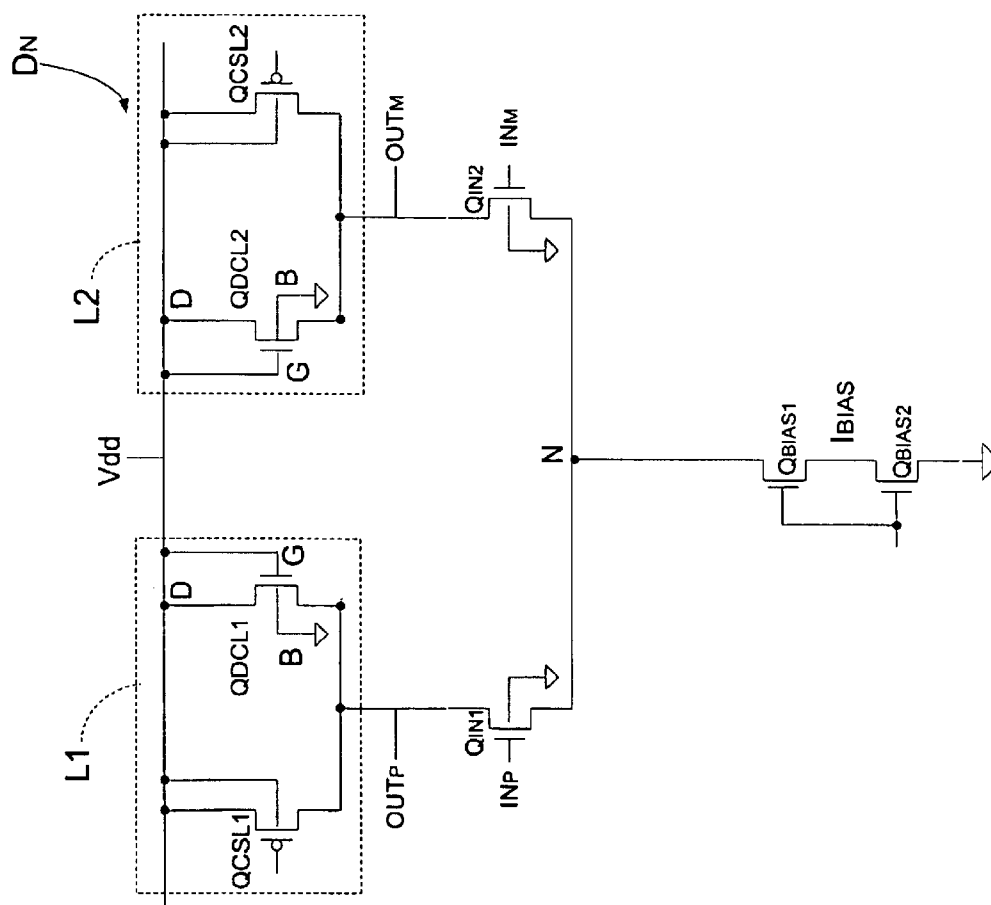 DN
L2
QCSL2
D
QDCL2
B
G
OUTM
QIN2
INM
Vdd
N
QBIAS1
IBIAS
QBIAS2
L1
D
G
QDCL1
B
QCSL1
OUTP
QIN1
INP